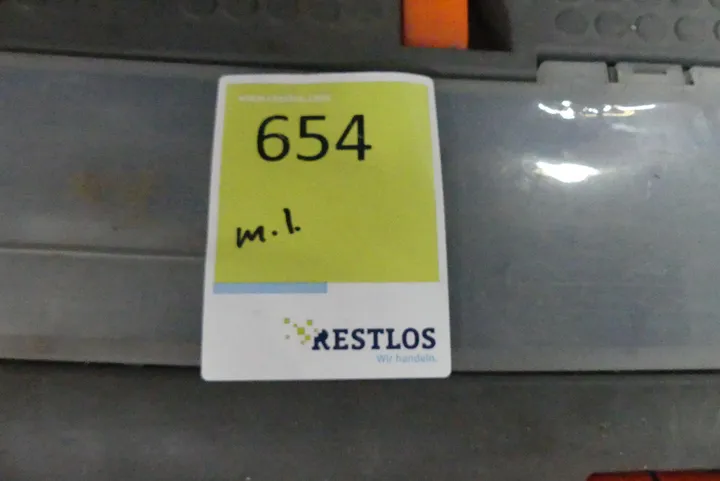 654
m.l.
RESTLOS
Wir handeln.